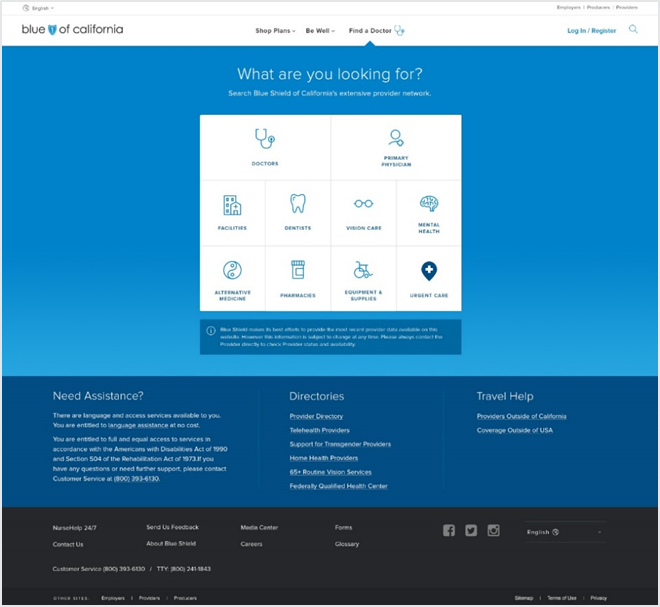 English
Employers | Producers | Providers
blue of california
Shop Plans Be Well Find a Doctor
Log In / Register
What are you looking for?
Search Blue Shield of California's extensive provider network.
DOCTORS
PRIMARY
PHYSICIAN
FACILITIES
DENTISTS
VISION CARE
MENTAL
HEALTH
ALTERNATIVE
MEDICINE
PHARMACIES
EQUIPMENT &
SUPPLIES
URGENT CARE
Blue Shield makes its best efforts to provide the most recent provider data available on this
website. However this information is subject to change at any time. Please always contact the
Provider directly to check Provider status and availability.
Need Assistance?
There are language and access services available to you.
You are entitled to language assistance at no cost.
You are entitled to full and equal access to services in
accordance with the Americans with Disabilities Act of 1990
and Section 504 of the Rehabilitation Act of 1973.If you
have any questions or need further support, please contact
Customer Service at (800) 393-6130.
Directories
Provider Directory
Telehealth Providers
Support for Transgender Providers
Home Health Providers
65+ Routine Vision Services
Federally Qualified Health Center
Travel Help
Providers Outside of California
Coverage Outside of USA
NurseHelp 24/7
Send Us Feedback
Media Center
Forms
Contact Us
About Blue Shield
Careers
Glossary
English
Customer Service (800) 393-6130 / TTY: (800) 241-1843
OTHER SITES: Employers | Providers | Producers
Sitemap | Terms of Use | Privacy